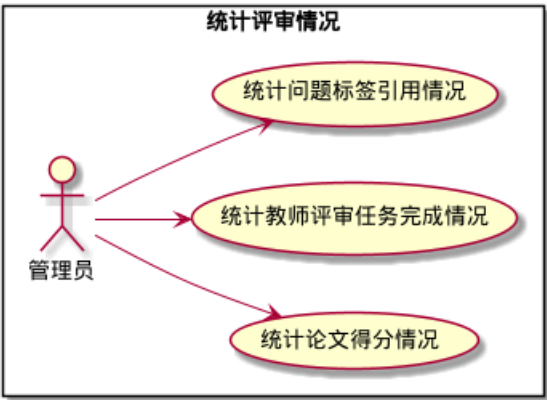 统计评审情况
统计问题标签引用情况
统计教师评审任务完成情况
管理员
统计论文得分情况